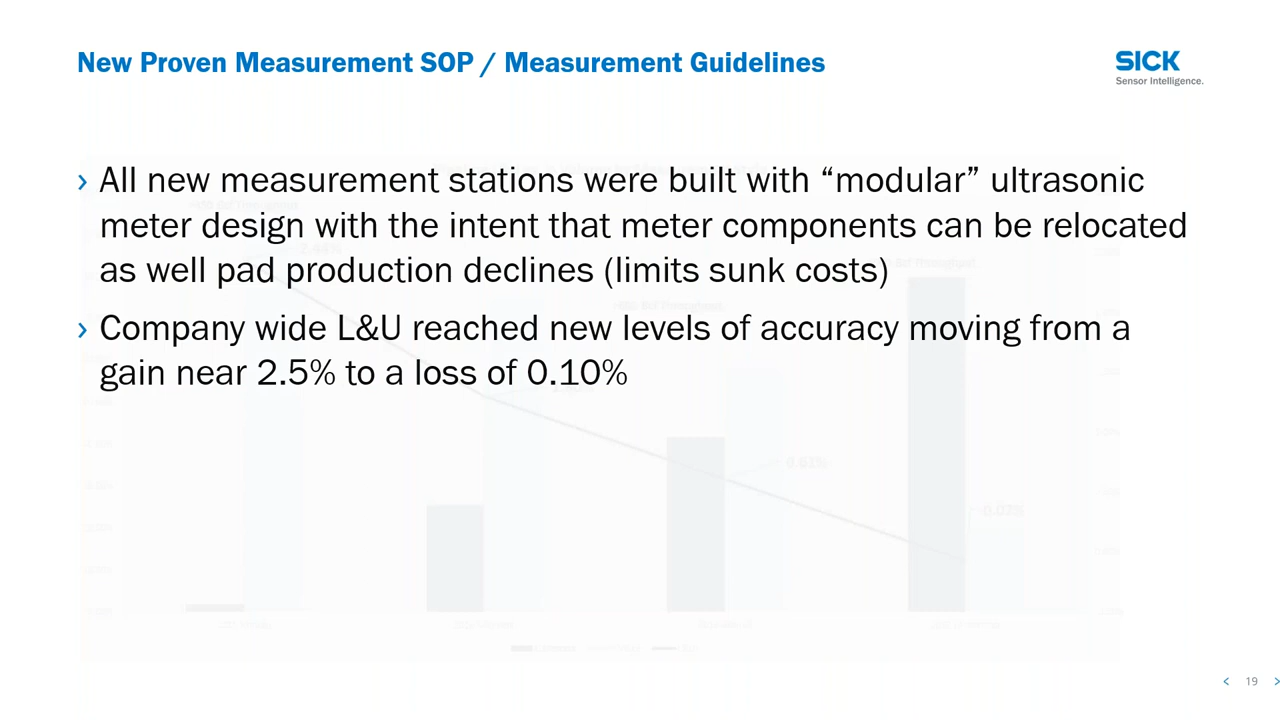 New Proven Measurement SOP / Measurement Guidelines
SICK
Sensor Intelligence.
› All new measurement stations were built with “modular” ultrasonic
meter design with the intent that meter components can be relocated
as well pad production declines (limits sunk costs)
› Company wide L&U reached new levels of accuracy moving from a
gain near 2.5% to a loss of 0.10%
< 19 >